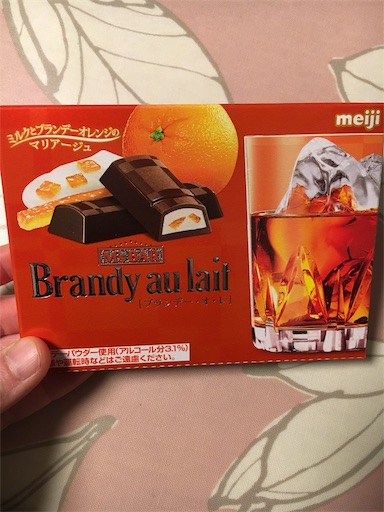 meiji
ミルクとブランデーオレンジの
マリアージュ
Brandy au lait
[ブランデー・オ・レ]
デーパウダー使用(アルコール分3.1%)
運転時などはご遠慮ください。